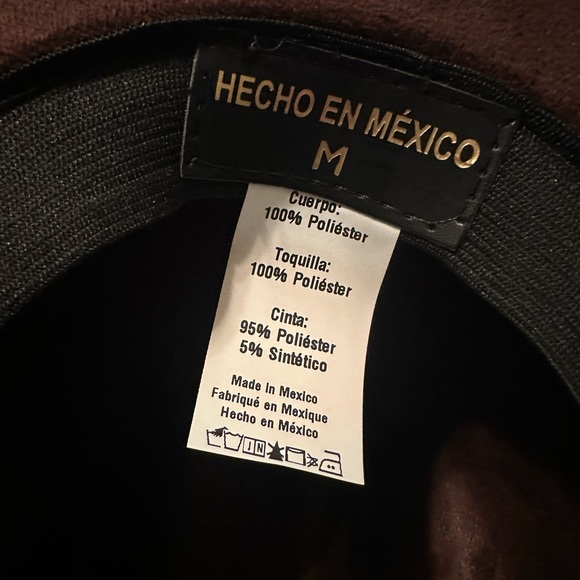 HECHO EN MÉXICO
M
Cuerpo:
100% Poliéster
Toquilla:
100% Poliéster
Cinta:
95% Poliéster
5% Sintético
Made in Mexico
Fabriqué en Mexique
Hecho en México
IN